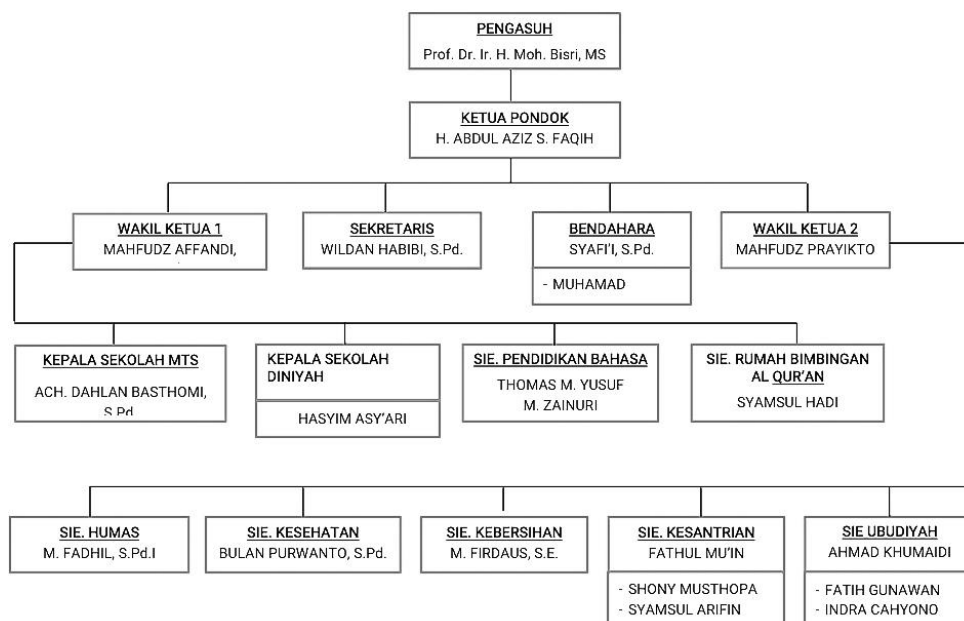 PENGASUH
Prof. Dr. Ir. H. Moh. Bisri, MS
KETUA PONDOK
H. ABDUL AZIZ S. FAQIH
WAKIL KETUA 1
MAHFUDZ AFFANDI,
SEKRETARIS
WILDAN HABIBI, S.Pd.
BENDAHARA
SYAFI'I, S.Pd.
- MUHAMAD
WAKIL KETUA 2
MAHFUDZ PRAYIKTO
KEPALA SEKOLAH MTS
ACH. DAHLAN BASTHOMI,
S.Pd.
KEPALA SEKOLAH
DINIYAH
HASYIM ASY'ARI
SIE. PENDIDIKAN BAHASA
THOMAS M. YUSUF
M. ZAINURI
SIE. RUMAH BIMBINGAN
AL QUR'AN
SYAMSUL HADI
SIE. HUMAS
M. FADHIL, S.Pd.I
SIE. KESEHATAN
BULAN PURWANTO, S.Pd.
SIE. KEBERSIHAN
M. FIRDAUS, S.E.
SIE. KESANTRIAN
FATHUL MU'IN
- SHONY MUSTHOPA
- SYAMSUL ARIFIN
SIE UBUDIYAH
AHMAD KHUMAIDI
- FATIH GUNAWAN
- INDRA CAHYONO